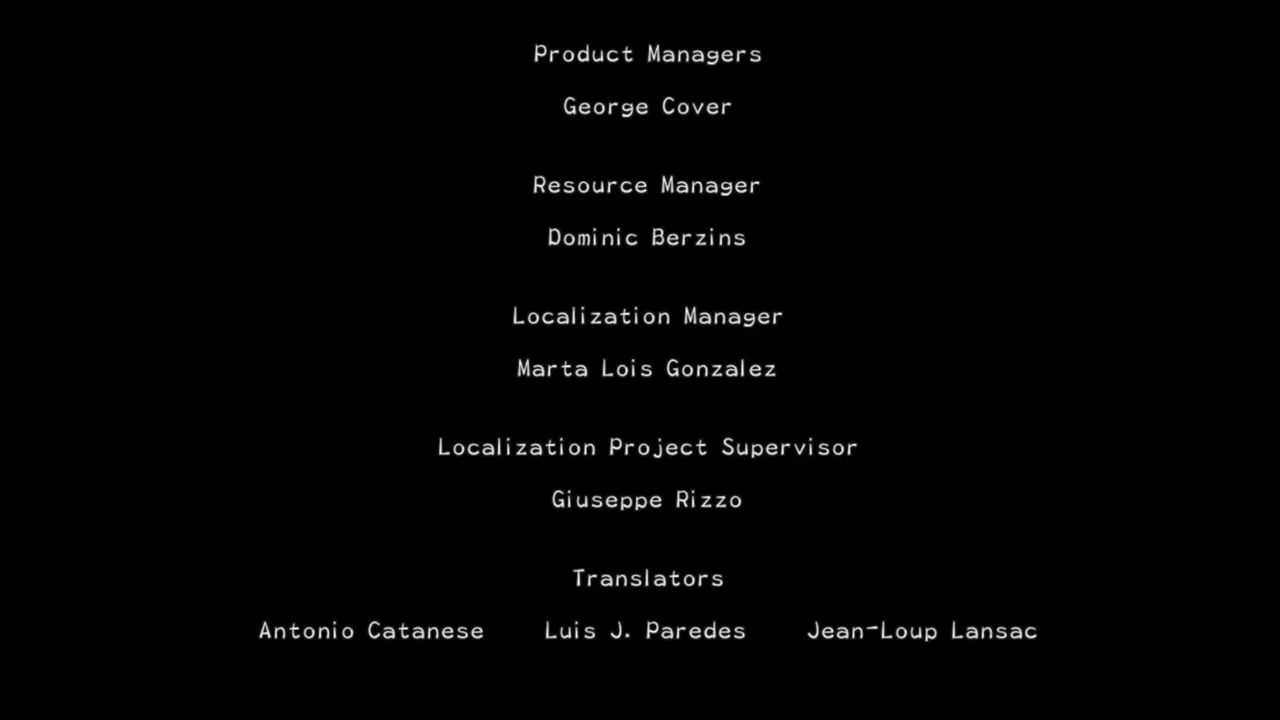 Product Managers
George Cover
Resource Manager
Dominic Berzins
Localization Manager
Marta Lois Gonzalez
Localization Project Supervisor
Giuseppe Rizzo
Translators
Antonio Catanese Luis J. Paredes Jean-Loup Lansac